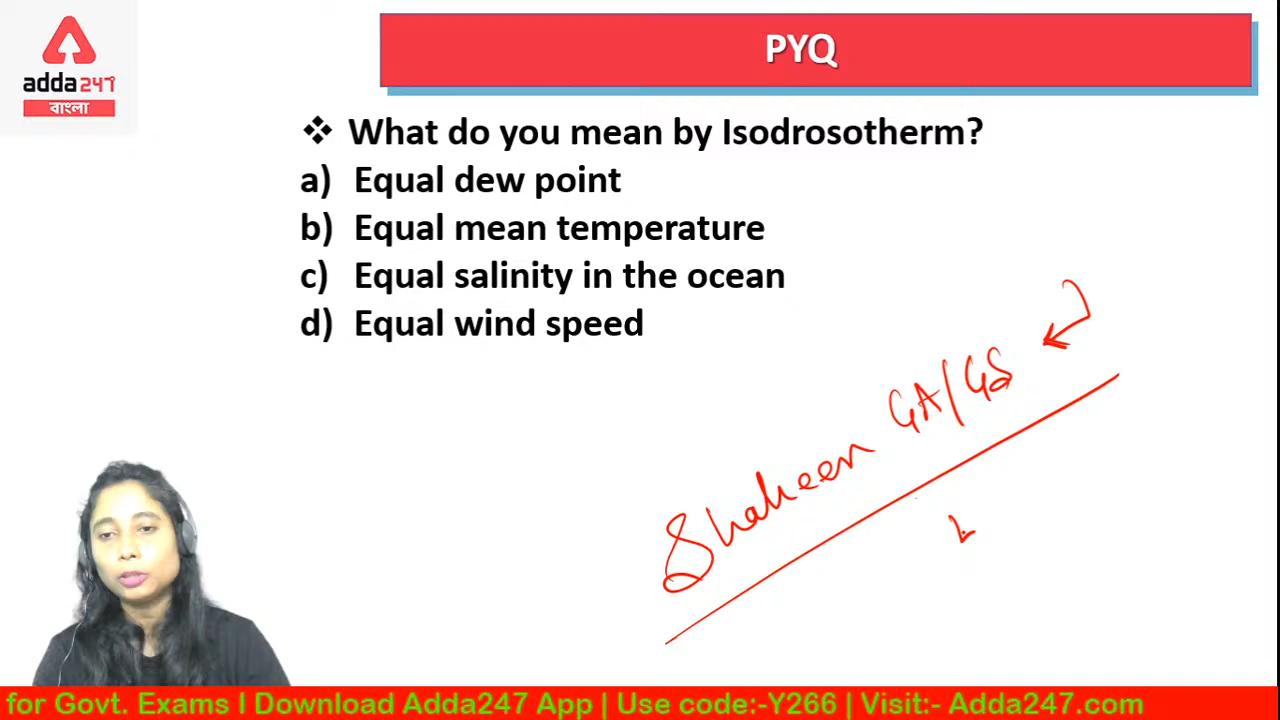 adda247
বাংলা
PYQ
❖ What do you mean by Isodrosotherm?
a) Equal dew point
b) Equal mean temperature
c) Equal salinity in the ocean
d) Equal wind speed
Shaheen GA/GS
for Govt. Exams I Download Adda247 App | Use code:-Y266 | Visit:- Adda247.com